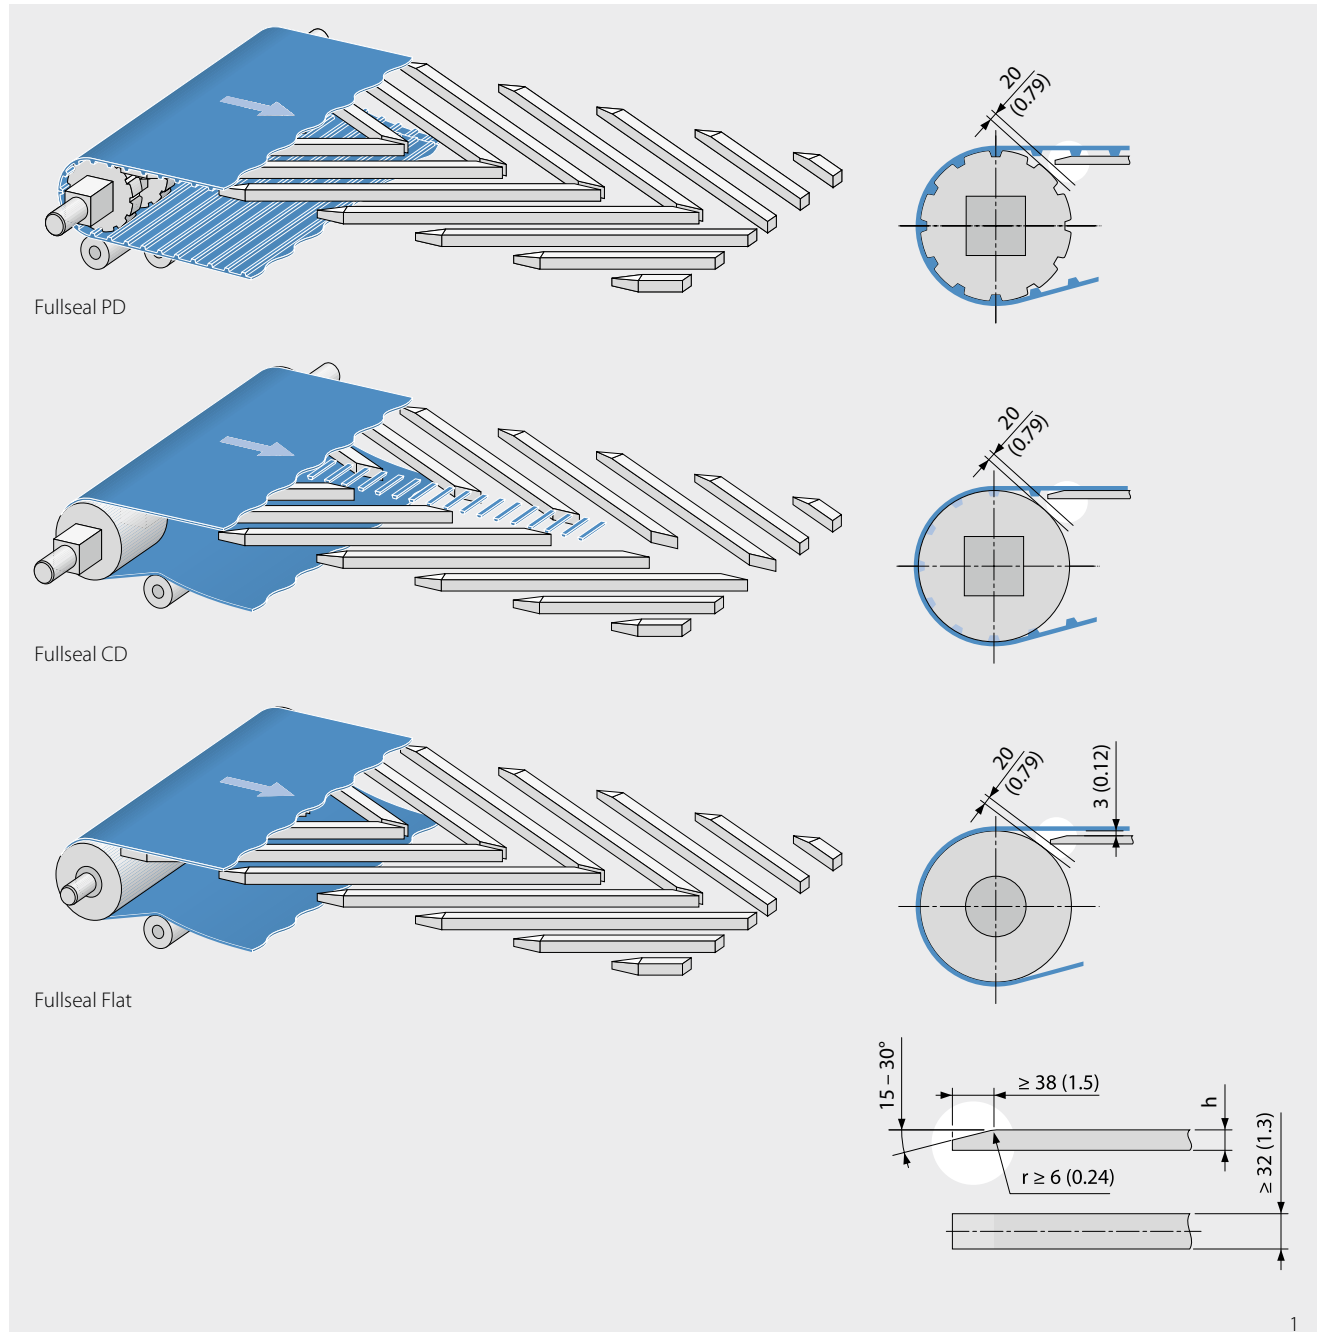 20
(0.79)
Fullseal PD
20
(0.79)
Fullseal CD
20
(0.79)
3 (0.12)
Fullseal Flat
15 – 30°
≥ 38 (1.5)
h
≥ 32 (1.3)
r ≥ 6 (0.24)
1